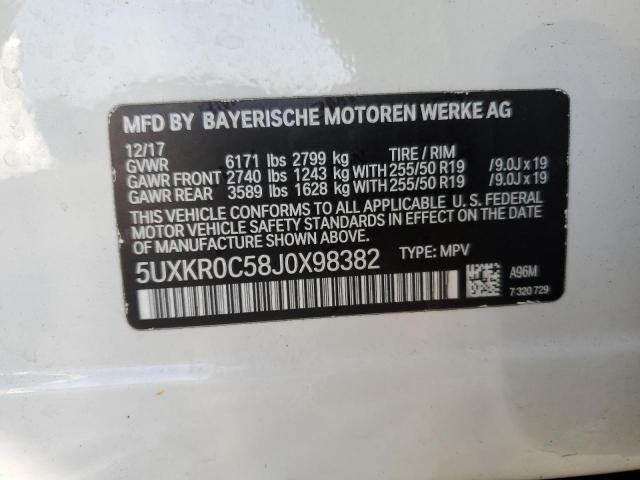 MFD BY BAYERISCHE MOTOREN WERKE AG
12/17
GVWR 6171 lbs 2799 kg TIRE / RIM
GAWR FRONT 2740 lbs 1243 kg WITH 255/50 R19 /9.0J x 19
GAWR REAR 3589 lbs 1628 kg WITH 255/50 R19 /9.0J x 19
THIS VEHICLE CONFORMS TO ALL APPLICABLE U. S. FEDERAL
MOTOR VEHICLE SAFETY STANDARDS IN EFFECT ON THE DATE
OF MANUFACTURE SHOWN ABOVE.
5UXKR0C58J0X98382 TYPE: MPV
A96M
7 320 729